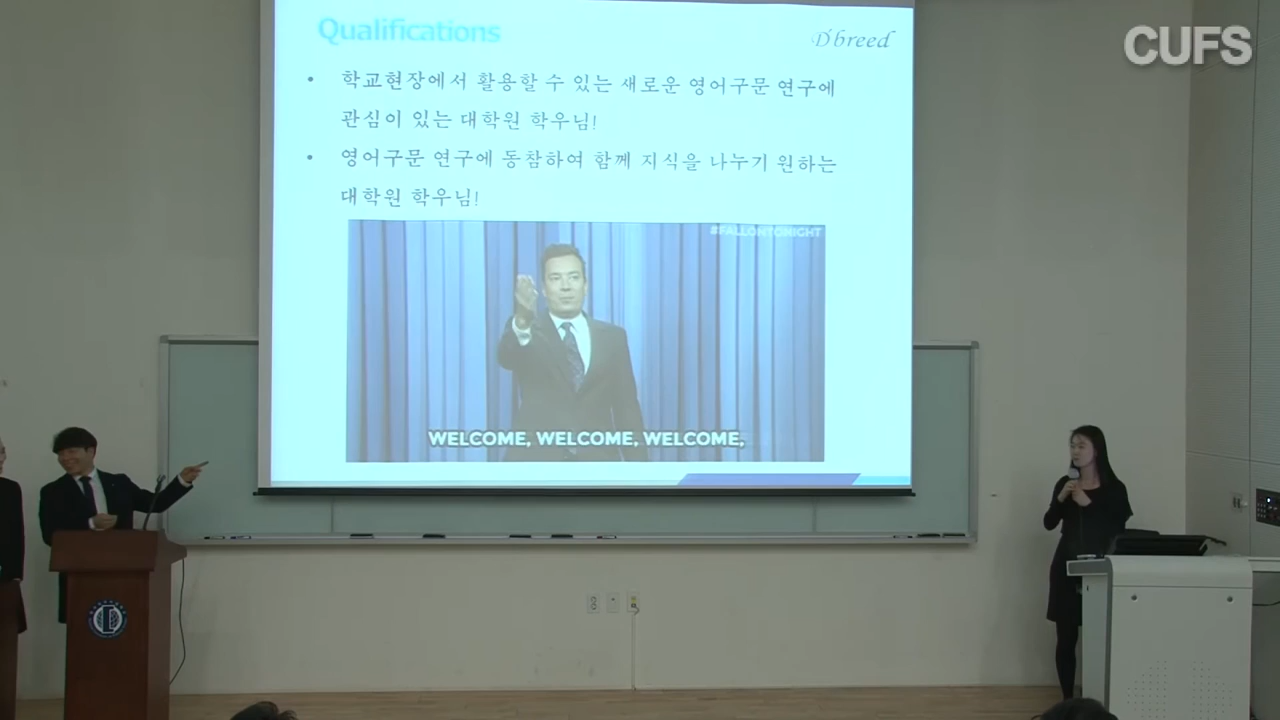 Qualifications
D'breed
CUFS
• 학교현장에서 활용할 수 있는 새로운 영어구문 연구에
관심이 있는 대학원 학우님!
• 영어구문 연구에 동참하여 함께 지식을 나누기 원하는
대학원 학우님!
#FALLONTONIGHT
WELCOME, WELCOME, WELCOME,
CUFS